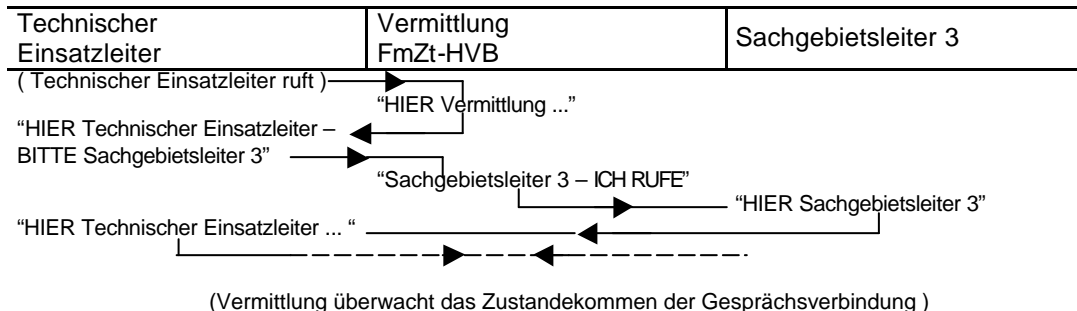 Technischer
Einsatzleiter
Vermittlung
FmZt-HVB
Sachgebietsleiter 3
( Technischer Einsatzleiter ruft )
“HIER Vermittlung ...”
“HIER Technischer Einsatzleiter –
BITTE Sachgebietsleiter 3”
“Sachgebietsleiter 3 – ICH RUFE”
“HIER Sachgebietsleiter 3”
“HIER Technischer Einsatzleiter ... “
(Vermittlung überwacht das Zustandekommen der Gesprächsverbindung )